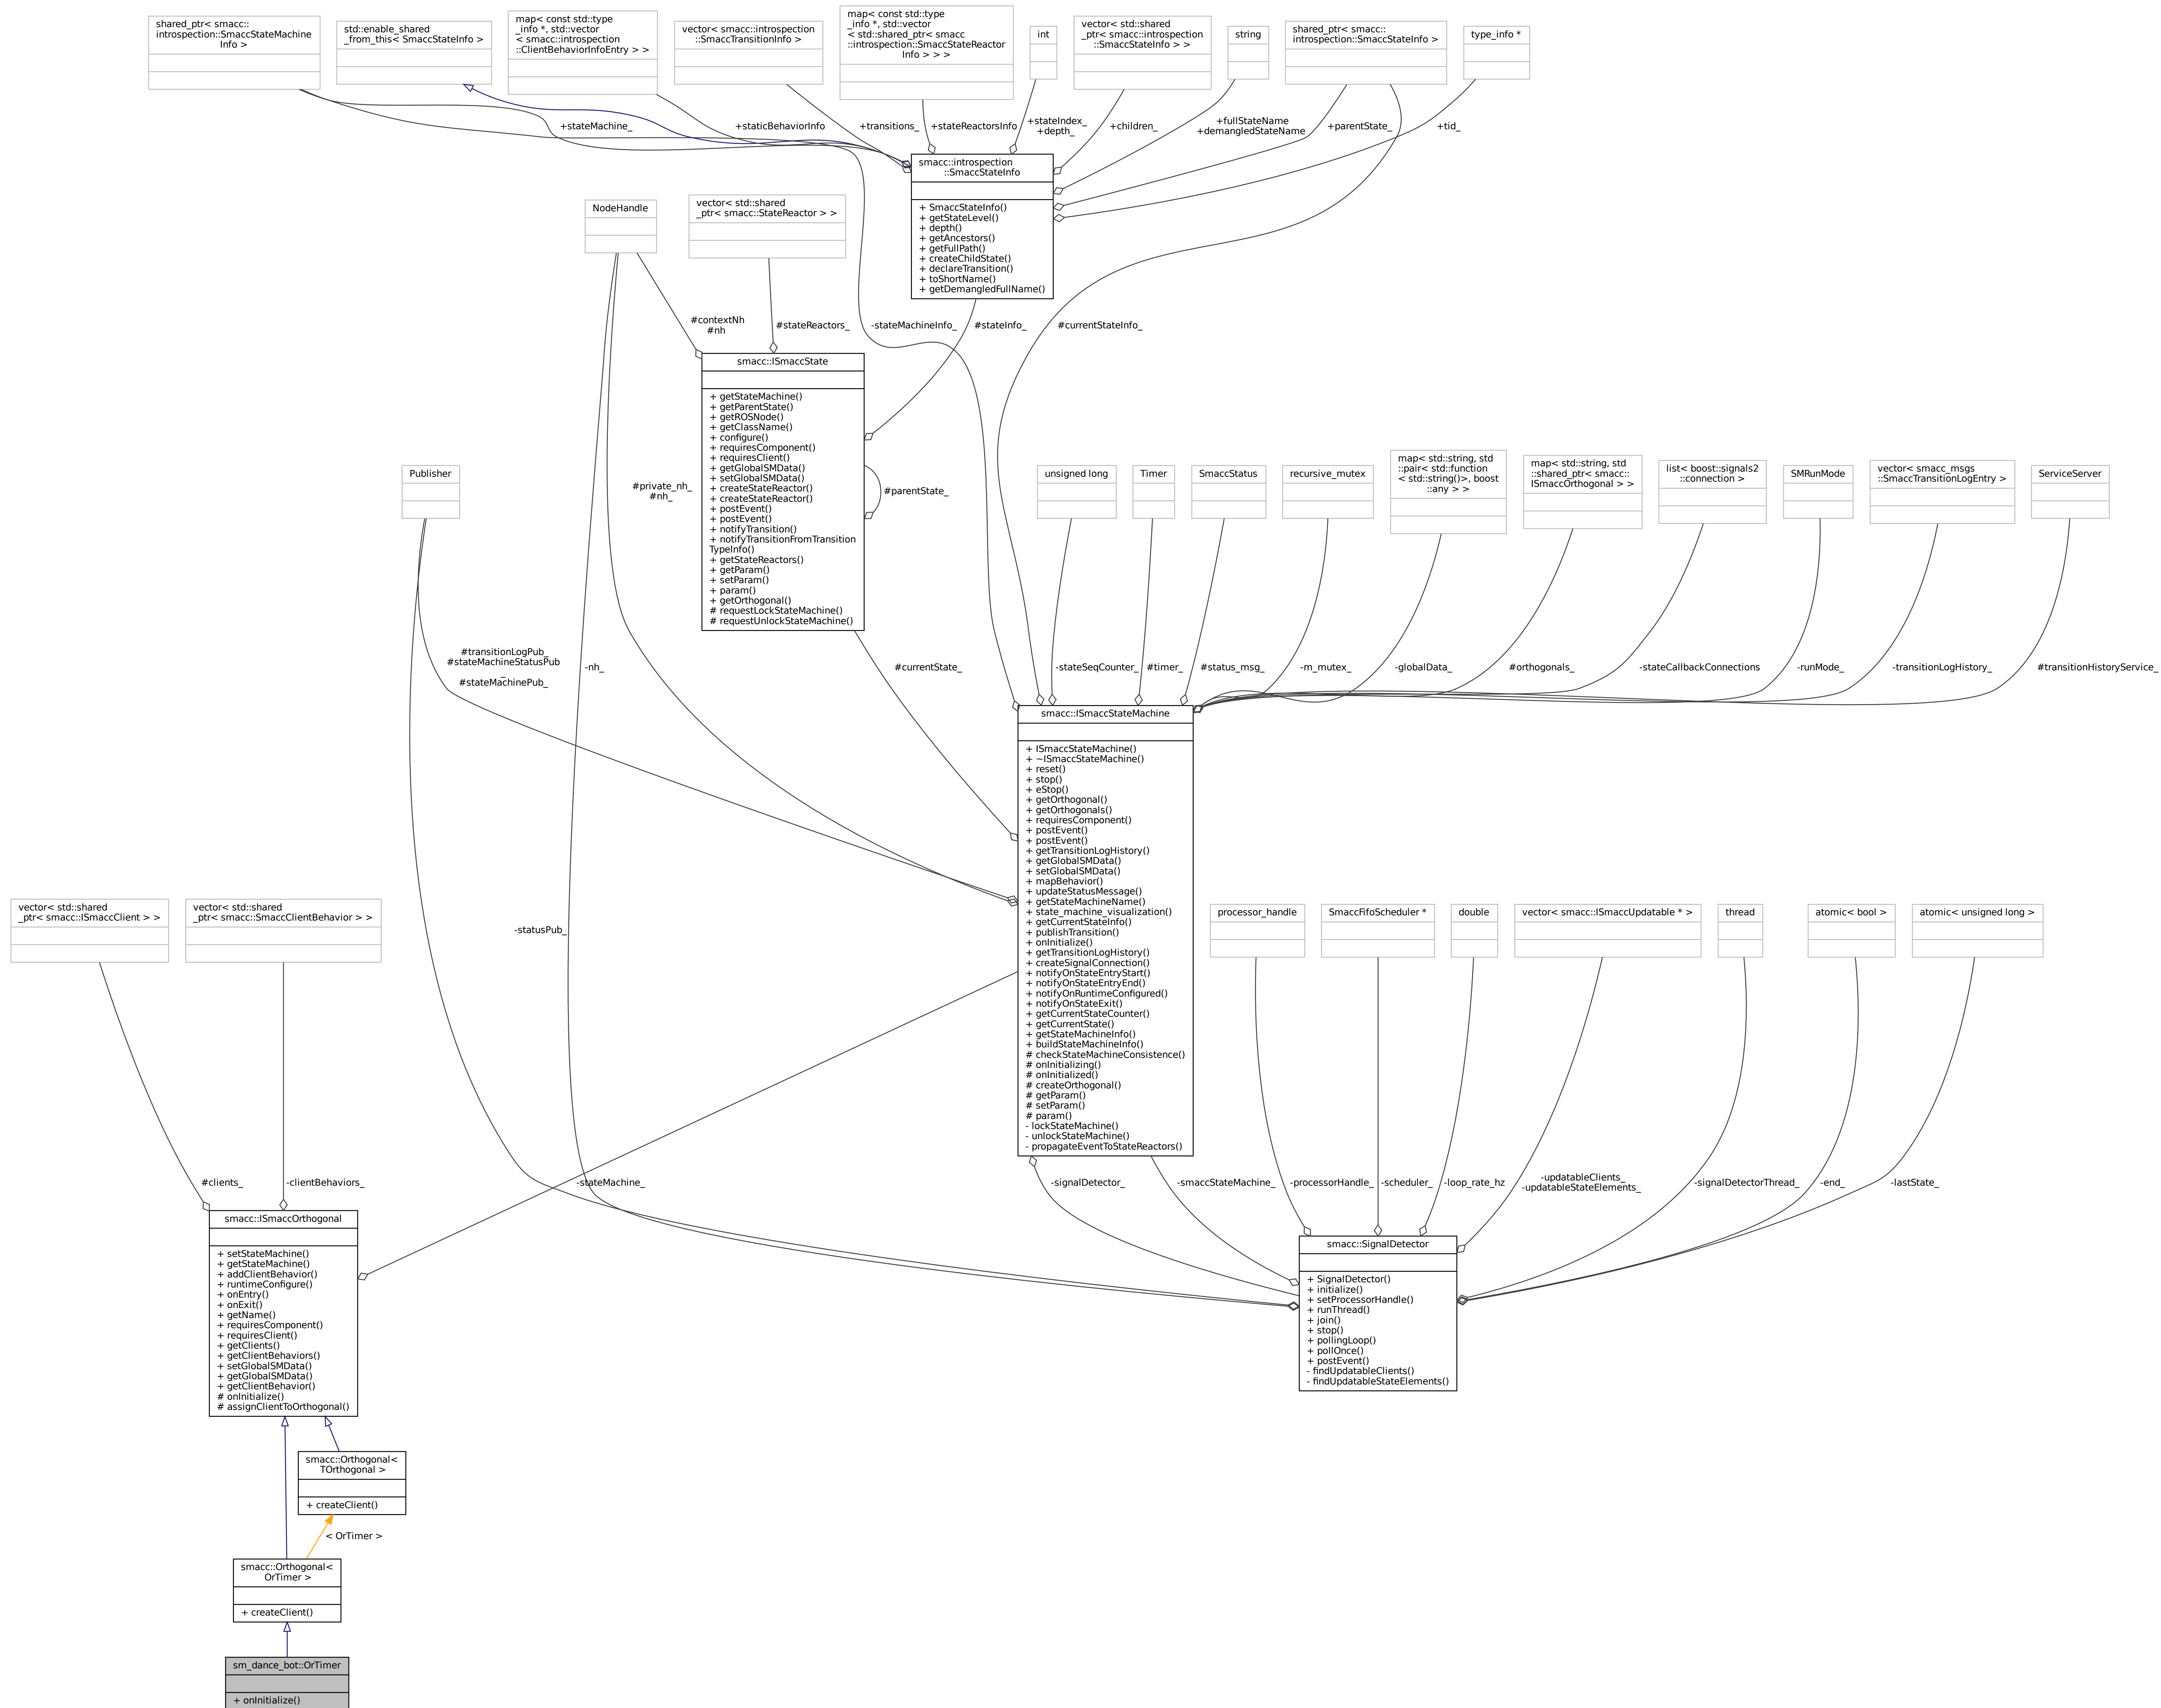 shared_ptr< smacc::
introspection::SmaccStateMachine
Info >
std::enable_shared
_from_this< SmaccStateInfo >
map< const std::type
_info *, std::vector
< smacc::introspection
::ClientBehaviorInfoEntry > >
vector< smacc::introspection
::SmaccTransitionInfo >
map< const std::type
_info *, std::vector
< std::shared_ptr< smacc
::introspection::SmaccStateReactor
Info > > >
int
vector< std::shared
_ptr< smacc::introspection
::SmaccStateInfo > >
string
shared_ptr< smacc::
introspection::SmaccStateInfo >
type_info *
+stateMachine_
+staticBehaviorInfo
+transitions_
+stateReactorsInfo
+stateIndex_
+depth_
+children_
+fullStateName
+demangledStateName
+parentState_
+tid_
smacc::introspection
::SmaccStateInfo
+ SmaccStateInfo()
+ getStateLevel()
+ depth()
+ getAncestors()
+ getFullPath()
+ createChildState()
+ declareTransition()
+ toShortName()
+ getDemangledFullName()
NodeHandle
vector< std::shared
_ptr< smacc::StateReactor > >
#contextNh
#nh
#stateReactors_
-stateMachineInfo_
#stateInfo_
#currentStateInfo_
smacc::ISmaccState
+ getStateMachine()
+ getParentState()
+ getROSNode()
+ getClassName()
+ configure()
+ requiresComponent()
+ requiresClient()
+ getGlobalSMData()
+ setGlobalSMData()
+ createStateReactor()
+ createStateReactor()
+ postEvent()
+ postEvent()
+ notifyTransition()
+ notifyTransitionFromTransition
TypeInfo()
+ getStateReactors()
+ getParam()
+ setParam()
+ param()
+ getOrthogonal()
# requestLockStateMachine()
# requestUnlockStateMachine()
#parentState_
#private_nh_
#nh_
Publisher
unsigned long
Timer
SmaccStatus
recursive_mutex
map< std::string, std
::pair< std::function
< std::string()>, boost
::any > >
map< std::string, std
::shared_ptr< smacc::
ISmaccOrthogonal > >
list< boost::signals2
::connection >
SMRunMode
vector< smacc_msgs
::SmaccTransitionLogEntry >
ServiceServer
#transitionLogPub_
#stateMachineStatusPub
_
#stateMachinePub_
-nh_
#currentState_
-stateSeqCounter_
#timer_
#status_msg_
-m_mutex_
-globalData_
#orthogonals_
-stateCallbackConnections
-runMode_
-transitionLogHistory_
#transitionHistoryService_
smacc::ISmaccStateMachine
+ ISmaccStateMachine()
+ ~ISmaccStateMachine()
+ reset()
+ stop()
+ eStop()
+ getOrthogonal()
+ getOrthogonals()
+ requiresComponent()
+ postEvent()
+ postEvent()
+ getTransitionLogHistory()
+ getGlobalSMData()
+ setGlobalSMData()
+ mapBehavior()
+ updateStatusMessage()
+ getStateMachineName()
+ state_machine_visualization()
+ getCurrentStateInfo()
+ publishTransition()
+ onInitialize()
+ getTransitionLogHistory()
+ createSignalConnection()
+ notifyOnStateEntryStart()
+ notifyOnStateEntryEnd()
+ notifyOnRuntimeConfigured()
+ notifyOnStateExit()
+ getCurrentStateCounter()
+ getCurrentState()
+ getStateMachineInfo()
+ buildStateMachineInfo()
# checkStateMachineConsistence()
# onInitializing()
# onInitialized()
# createOrthogonal()
# getParam()
# setParam()
# param()
- lockStateMachine()
- unlockStateMachine()
- propagateEventToStateReactors()
vector< std::shared
_ptr< smacc::ISmaccClient > >
vector< std::shared
_ptr< smacc::SmaccClientBehavior > >
-statusPub_
processor_handle
SmaccFifoScheduler *
double
vector< smacc::ISmaccUpdatable * >
thread
atomic< bool >
atomic< unsigned long >
#clients_
-clientBehaviors_
-stateMachine_
-signalDetector_
-smaccStateMachine_
-processorHandle_
-scheduler_
-loop_rate_hz
-updatableClients_
-updatableStateElements_
-signalDetectorThread_
-end_
-lastState_
smacc::ISmaccOrthogonal
+ setStateMachine()
+ getStateMachine()
+ addClientBehavior()
+ runtimeConfigure()
+ onEntry()
+ onExit()
+ getName()
+ requiresComponent()
+ requiresClient()
+ getClients()
+ getClientBehaviors()
+ setGlobalSMData()
+ getGlobalSMData()
+ getClientBehavior()
# onInitialize()
# assignClientToOrthogonal()
smacc::SignalDetector
+ SignalDetector()
+ initialize()
+ setProcessorHandle()
+ runThread()
+ join()
+ stop()
+ pollingLoop()
+ pollOnce()
+ postEvent()
- findUpdatableClients()
- findUpdatableStateElements()
smacc::Orthogonal<
TOrthogonal >
+ createClient()
< OrTimer >
smacc::Orthogonal<
OrTimer >
+ createClient()
sm_dance_bot::OrTimer
+ onInitialize()